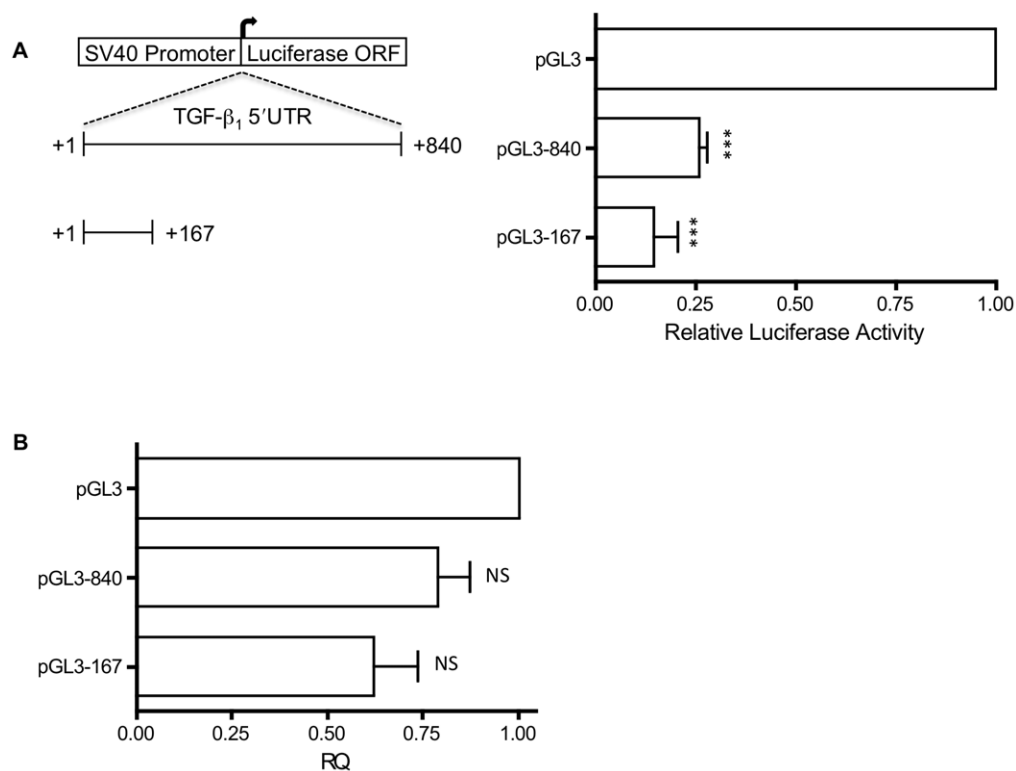 A
SV40 Promoter Luciferase ORF
TGF-β₁ 5′UTR
+1 +840
+1 +167
pGL3
pGL3-840 ***
pGL3-167 ***
0.00 0.25 0.50 0.75 1.00
Relative Luciferase Activity
B
pGL3
pGL3-840 NS
pGL3-167 NS
0.00 0.25 0.50 0.75 1.00
RQ